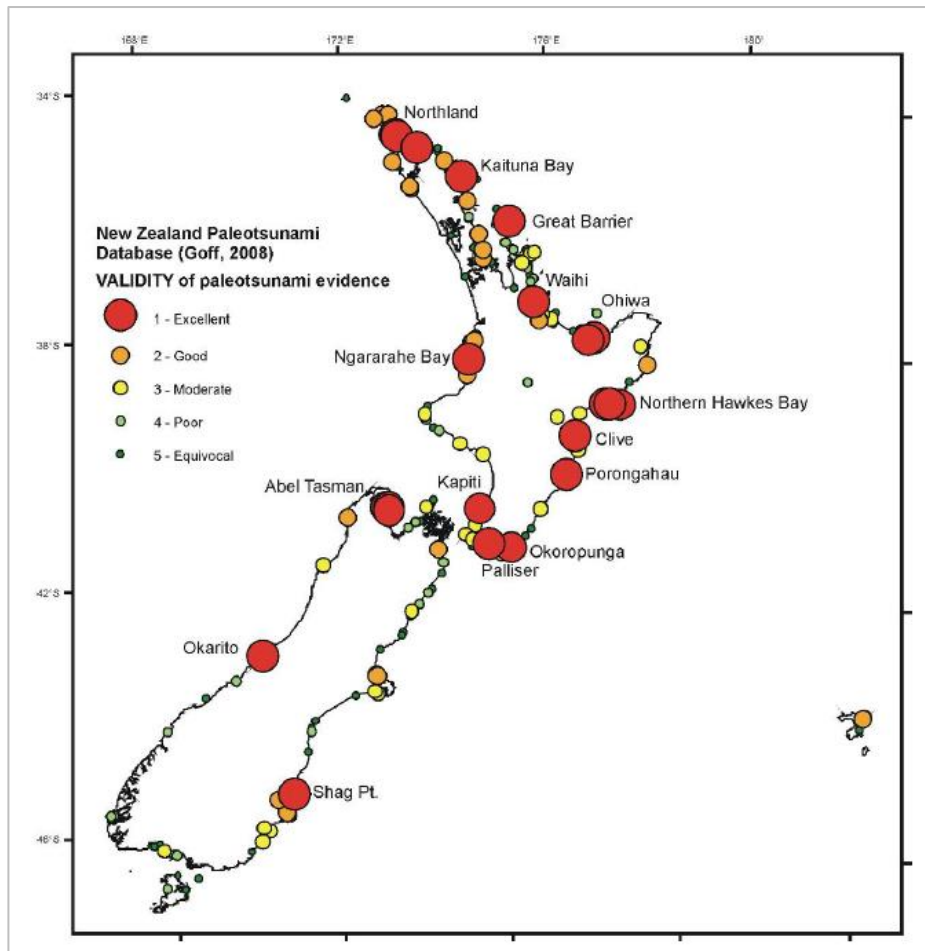 168°E
172°E
176°E
180°
34°S
Northland
Kaituna Bay
Great Barrier
New Zealand Paleotsunami
Database (Goff, 2008)
VALIDITY of paleotsunami evidence
1 - Excellent
2 - Good
3 - Moderate
4 - Poor
5 - Equivocal
Waihi
Ohiwa
38°S
Ngararahe Bay
Northern Hawkes Bay
Clive
Porongahau
Kapiti
Abel Tasman
Okoropunga
Palliser
42°S
Okarito
Shag Pt.
46°S